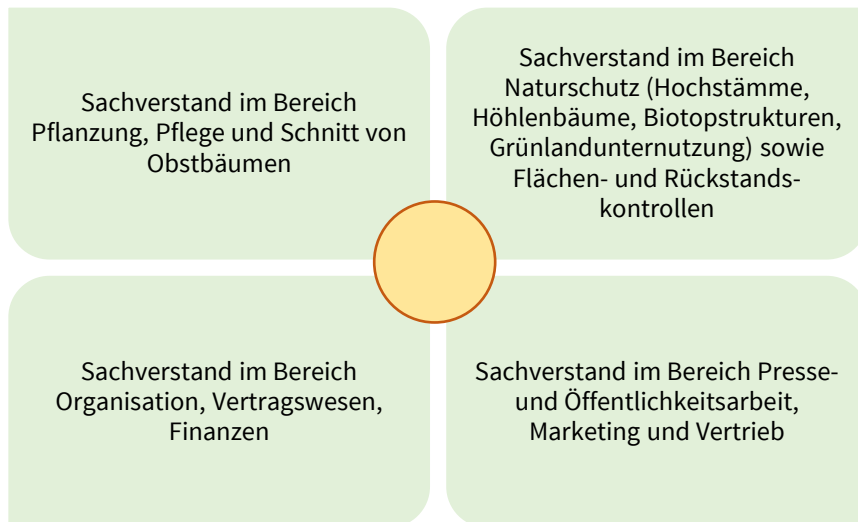 Sachverstand im Bereich
Pflanzung, Pflege und Schnitt von
Obstbäumen
Sachverstand im Bereich
Naturschutz (Hochstämme,
Höhlenbäume, Biotopstrukturen,
Grünlandunternutzung) sowie
Flächen- und Rückstands-
kontrollen
Sachverstand im Bereich
Organisation, Vertragswesen,
Finanzen
Sachverstand im Bereich Presse-
und Öffentlichkeitsarbeit,
Marketing und Vertrieb